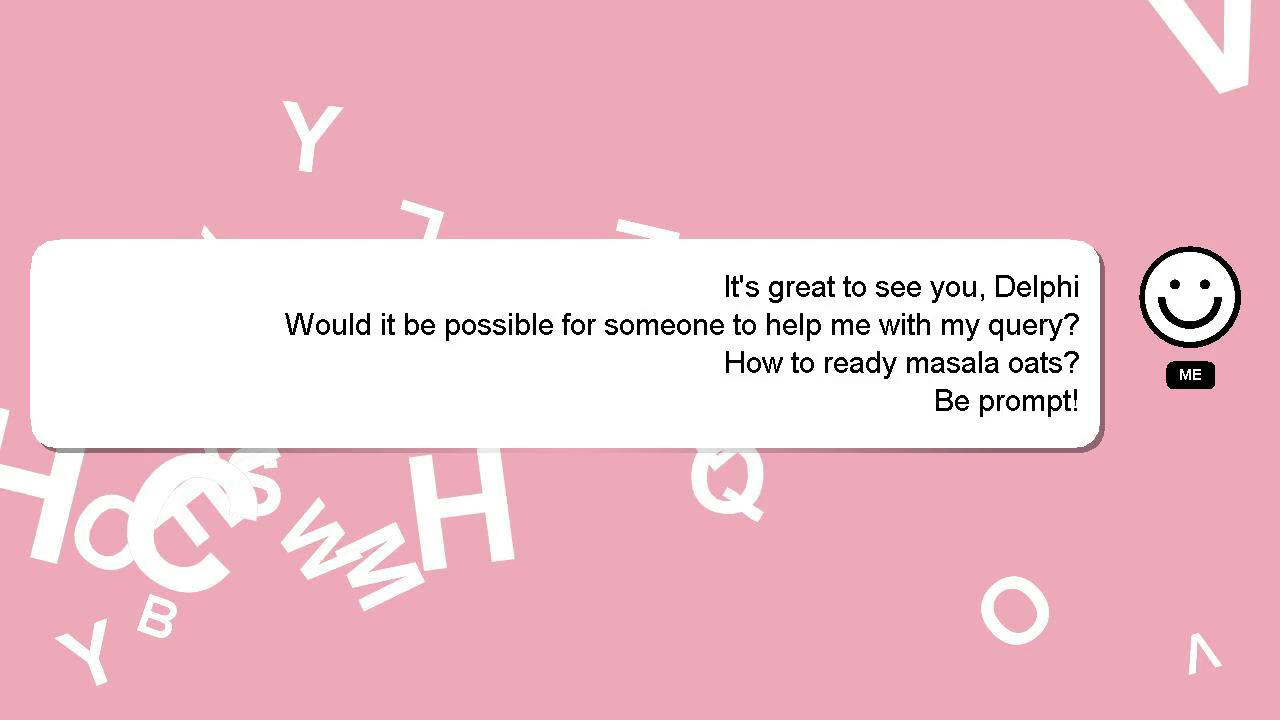 It's great to see you, Delphi
Would it be possible for someone to help me with my query?
How to ready masala oats?
Be prompt!
ME